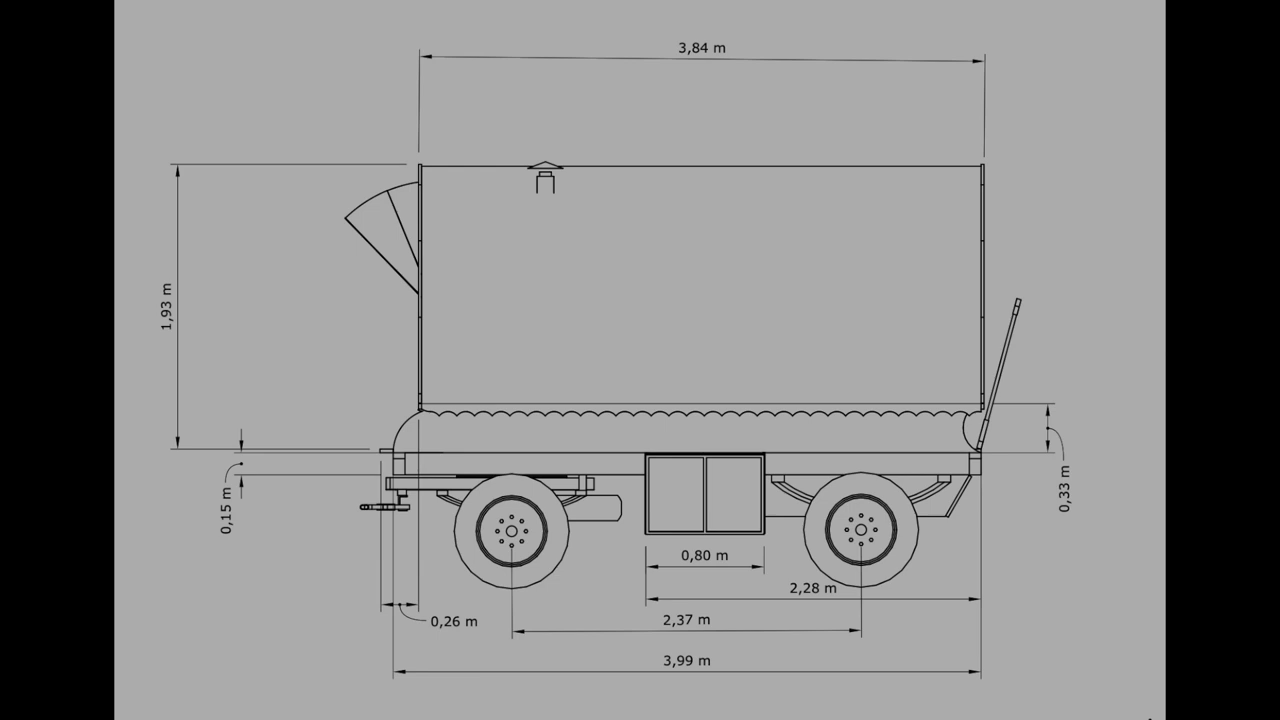 3,84 m
1,93 m
0,15 m
0,33 m
0,80 m
2,28 m
0,26 m
2,37 m
3,99 m